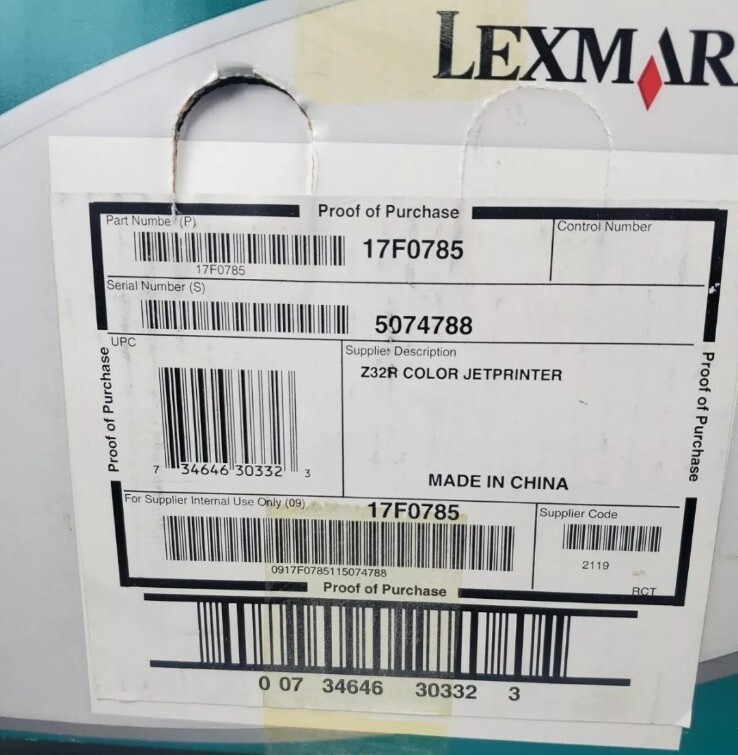 LEXMAR
Proof of Purchase
Part Numbe (P)
17F0785
17F0785
Control Number
Serial Number (S)
5074788
UPC
Supplier Description
Z32R COLOR JETPRINTER
7 34646 30332 3
MADE IN CHINA
Proof of Purchase
Proof of Purchase
For Supplier Internal Use Only (09)
17F0785
0917F0785115074788
Supplier Code
2119
RCT
Proof of Purchase
0 07 34646 30332 3